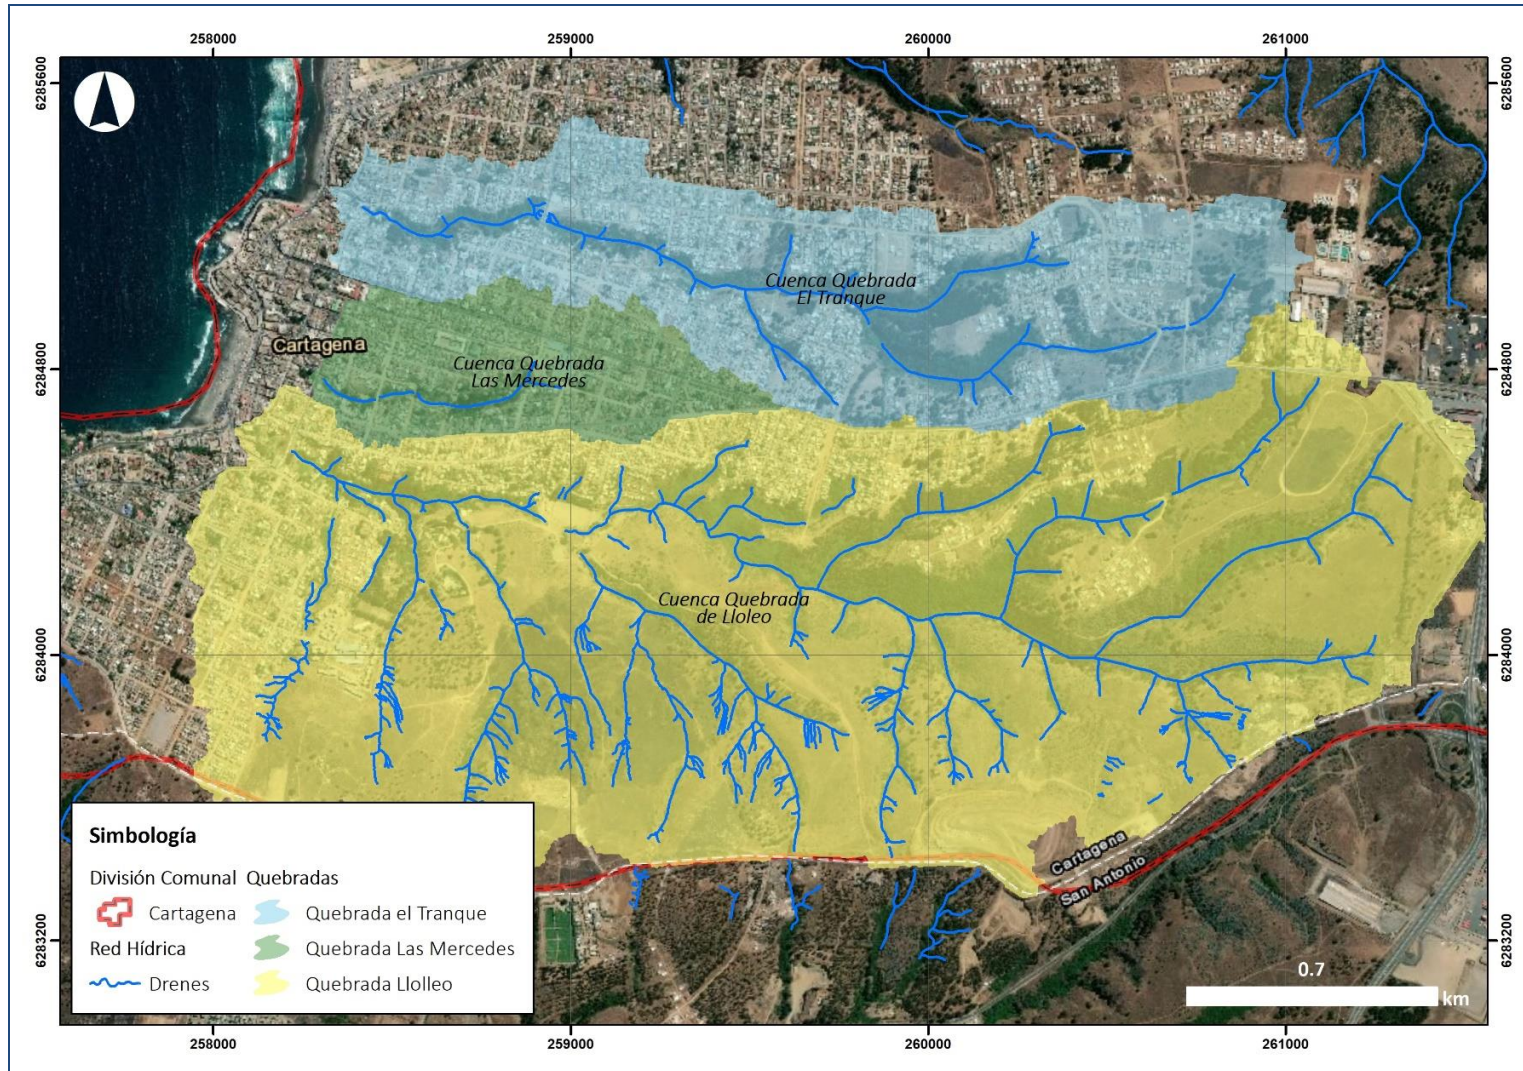 258000
259000
260000
261000
6285600
6285600
Cuenca Quebrada
El Tranque
Cartagena
Cuenca Quebrada
Las Mercedes
6284800
6284800
Cuenca Quebrada
de Lloleo
6284000
6284000
Cartagena
San Antonio
Simbología
División Comunal
Quebradas
Cartagena
Quebrada el Tranque
Red Hídrica
Quebrada Las Mercedes
Drenes
Quebrada Llolleo
6283200
6283200
0.7
km
258000
259000
260000
261000